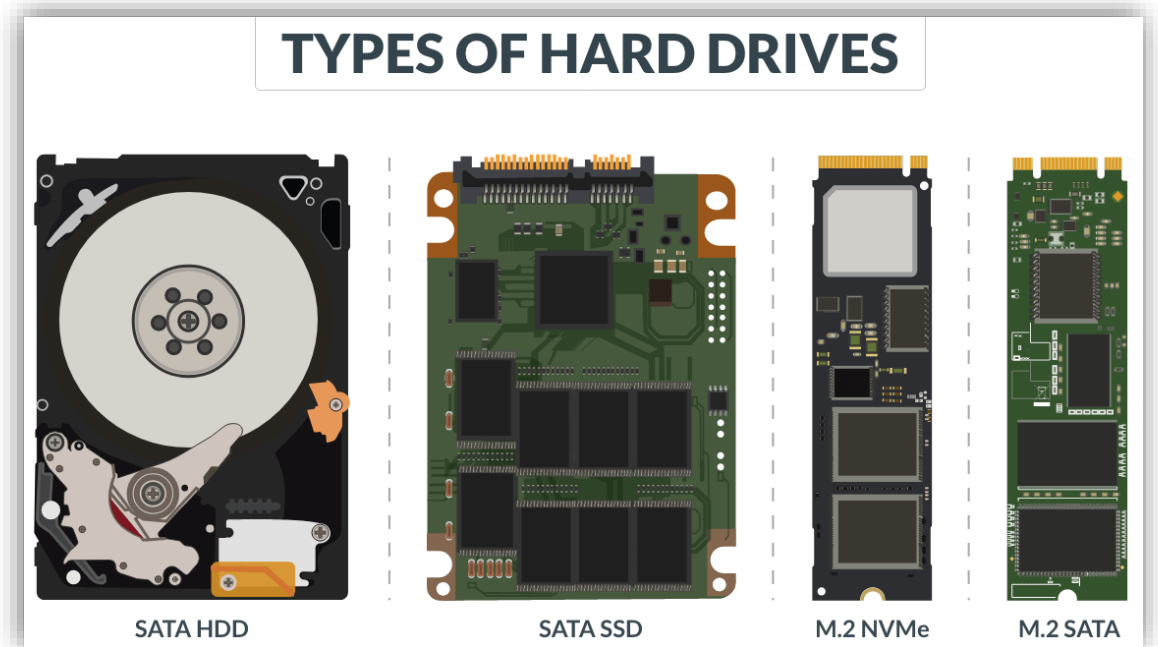 TYPES OF HARD DRIVES
SATA HDD
SATA SSD
M.2 NVMe
M.2 SATA